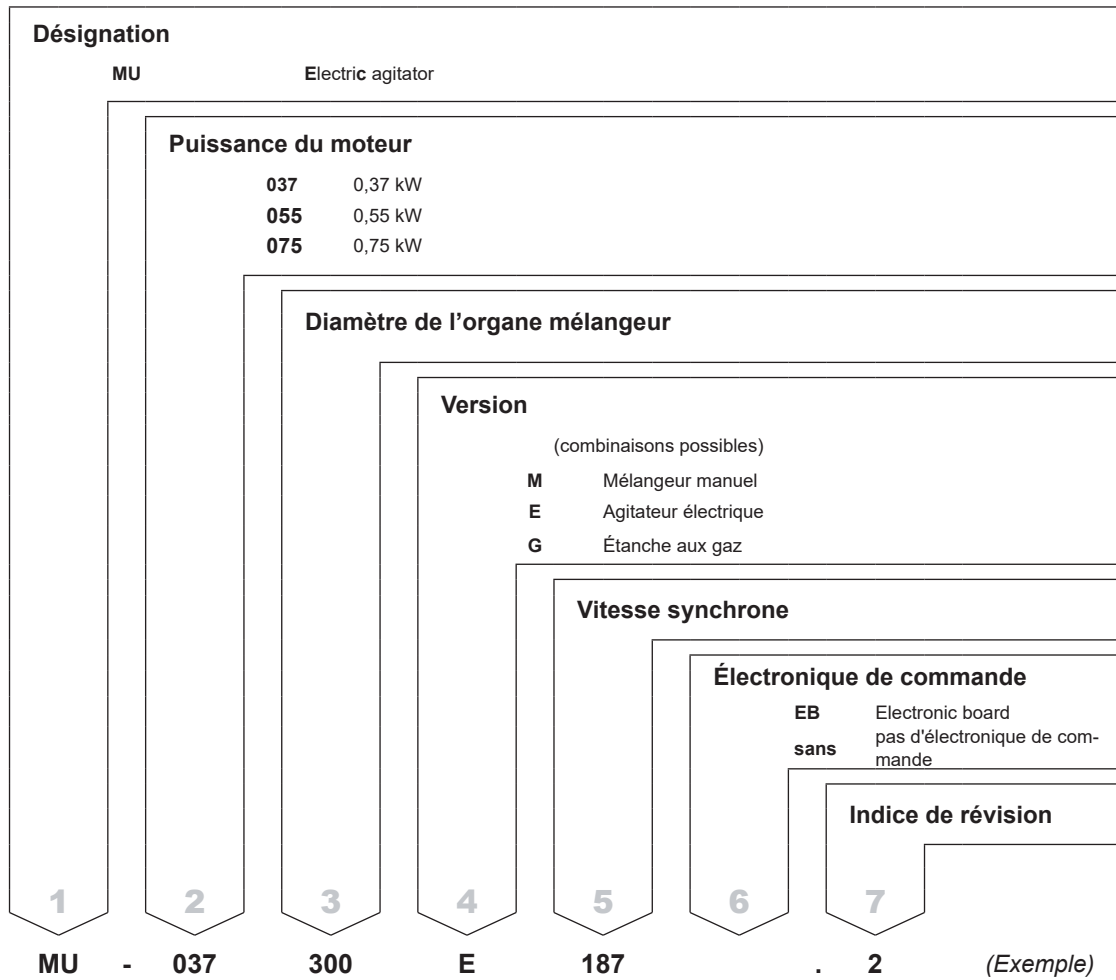 Désignation
MU Electric agitator
Puissance du moteur
037 0,37 kW
055 0,55 kW
075 0,75 kW
Diamètre de l’organe mélangeur
Version
(combinaisons possibles)
M Mélangeur manuel
E Agitateur électrique
G Étanche aux gaz
Vitesse synchrone
Électronique de commande
EB Electronic board
sans pas d'électronique de com-
mande
Indice de révision
1 2 3 4 5 6 7
MU - 037 300 E 187 . 2 (Exemple)